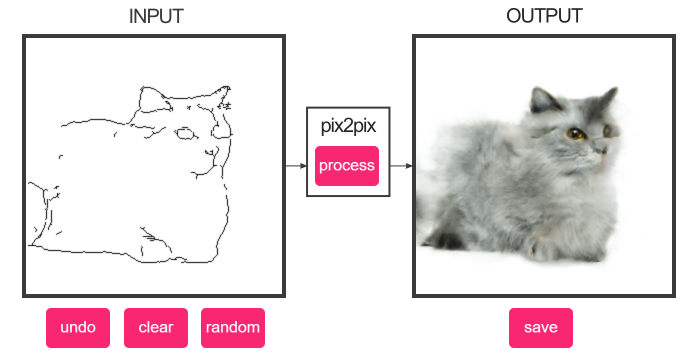 INPUT
OUTPUT
pix2pix
process
undo
clear
random
save